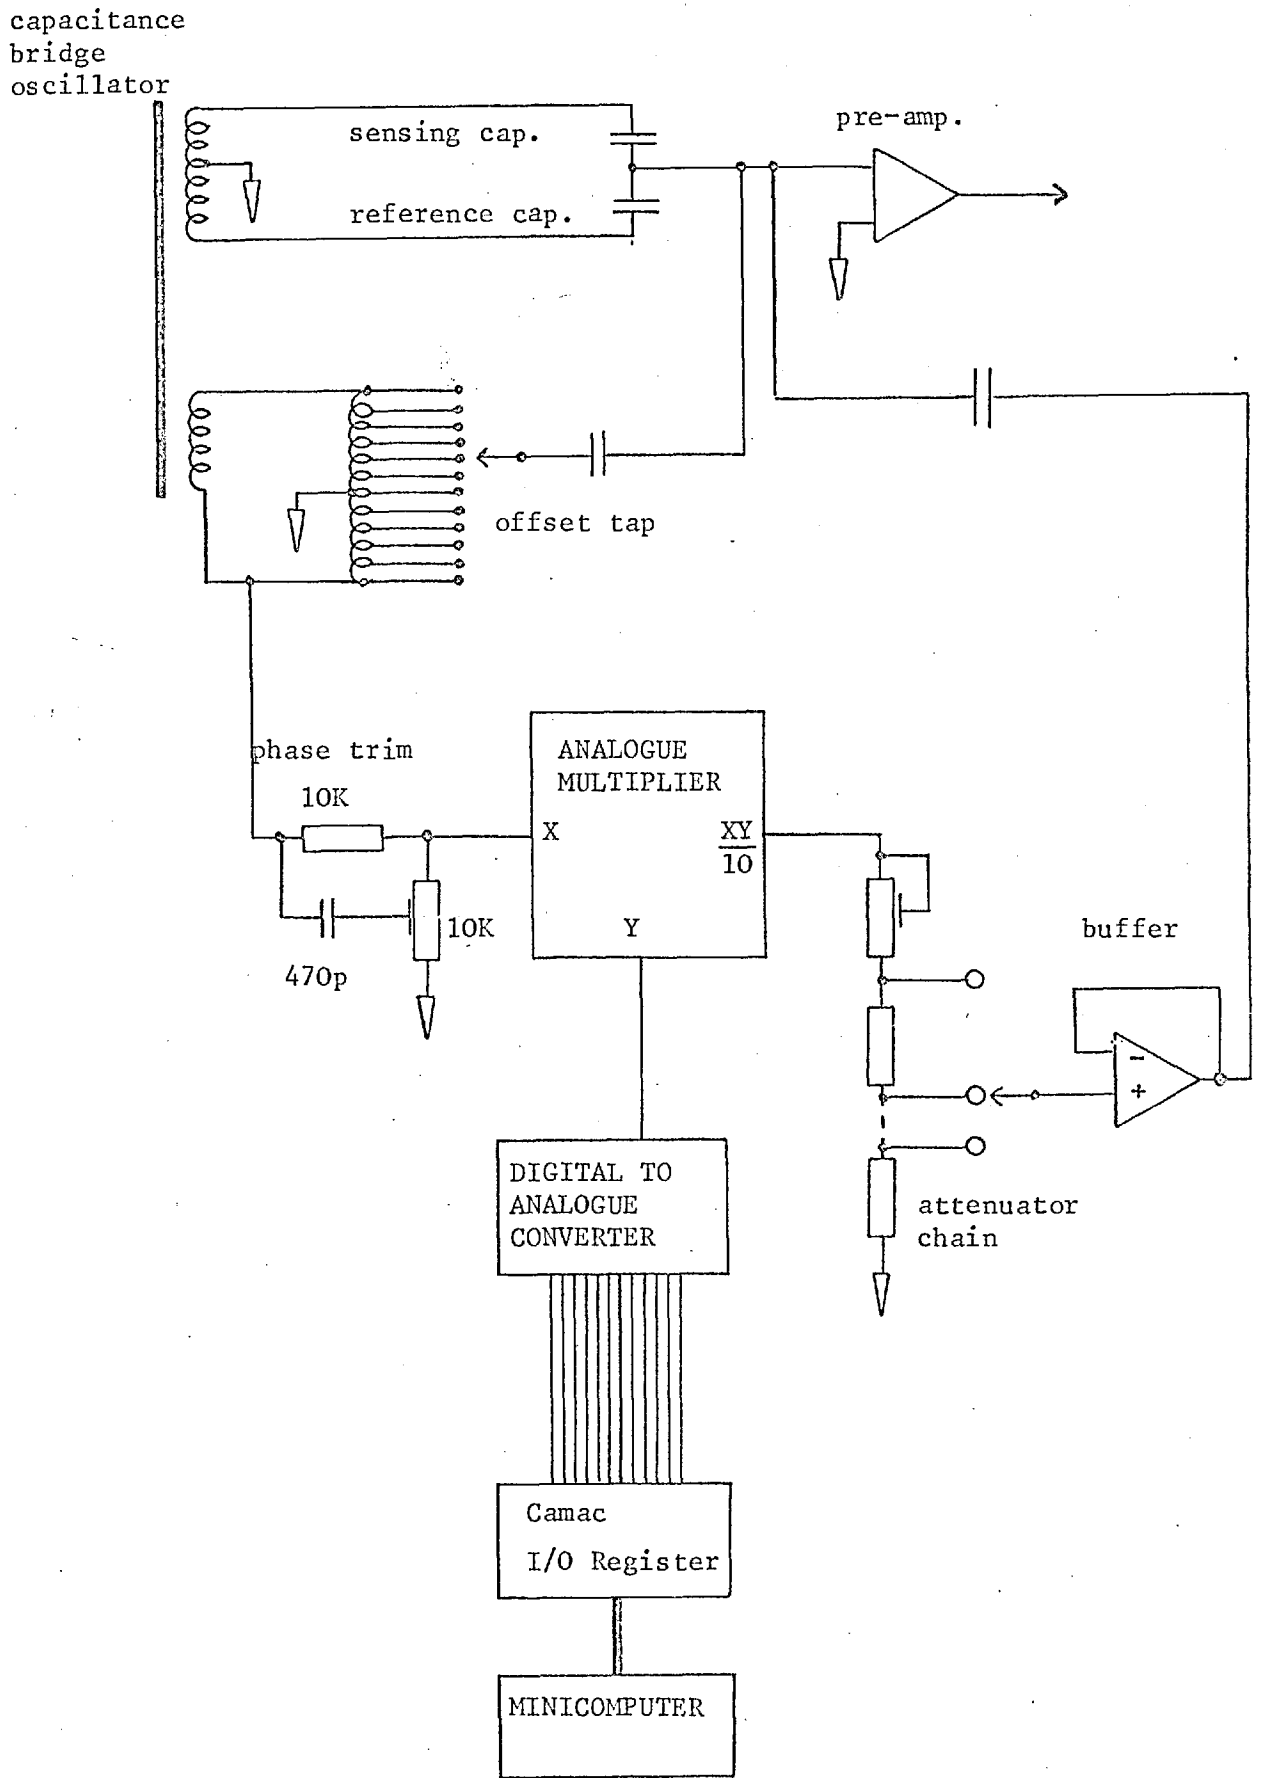 capacitance
bridge
oscillator
sensing cap.
pre-amp.
reference cap.
offset tap
phase trim
10K
ANALOGUE
MULTIPLIER
X
XY
10
Y
10K
470p
buffer
-
+
DIGITAL TO
ANALOGUE
CONVERTER
attenuator
chain
Camac
I/O Register
MINICOMPUTER